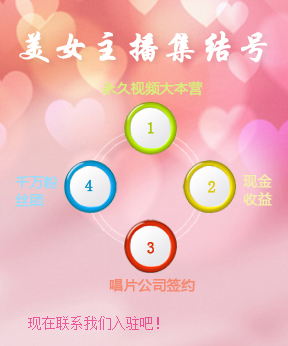 美女主播集结号
永久视频大本营
1
千万粉
丝团
4
2
现金
收益
3
唱片公司签约
现在联系我们入驻吧！